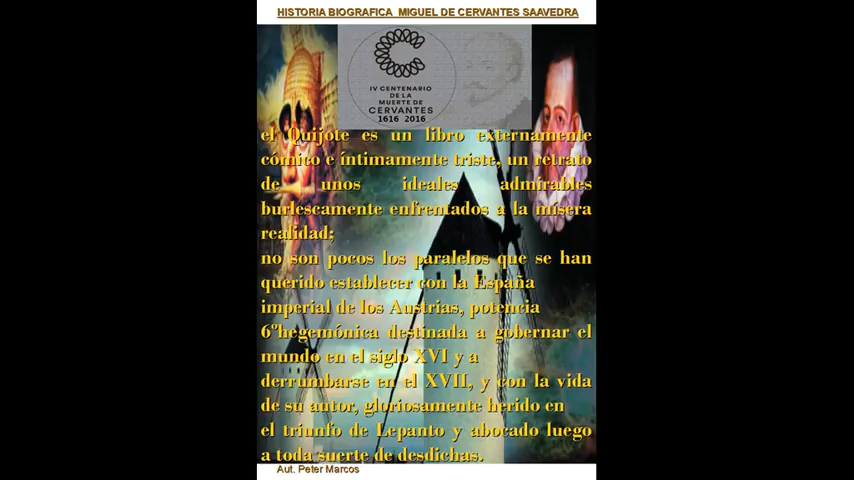 HISTORIA BIOGRAFICA MIGUEL DE CERVANTES SAAVEDRA
IV CENTENARIO
DE LA
MUERTE DE
CERVANTES
1616 2016
el Quijote es un libro externamente
cómico e íntimamente triste, un retrato
de unos ideales admirables
burlescamente enfrentados a la mísera
realidad;
no son pocos los paralelos que se han
querido establecer con la España
imperial de los Austrias, potencia
6ºhegemónica destinada a gobernar el
mundo en el siglo XVI y a
derrumbarse en el XVII, y con la vida
de su autor, gloriosamente herido en
el triunfo de Lepanto y abocado luego
a toda suerte de desdichas.
Aut. Peter Marcos